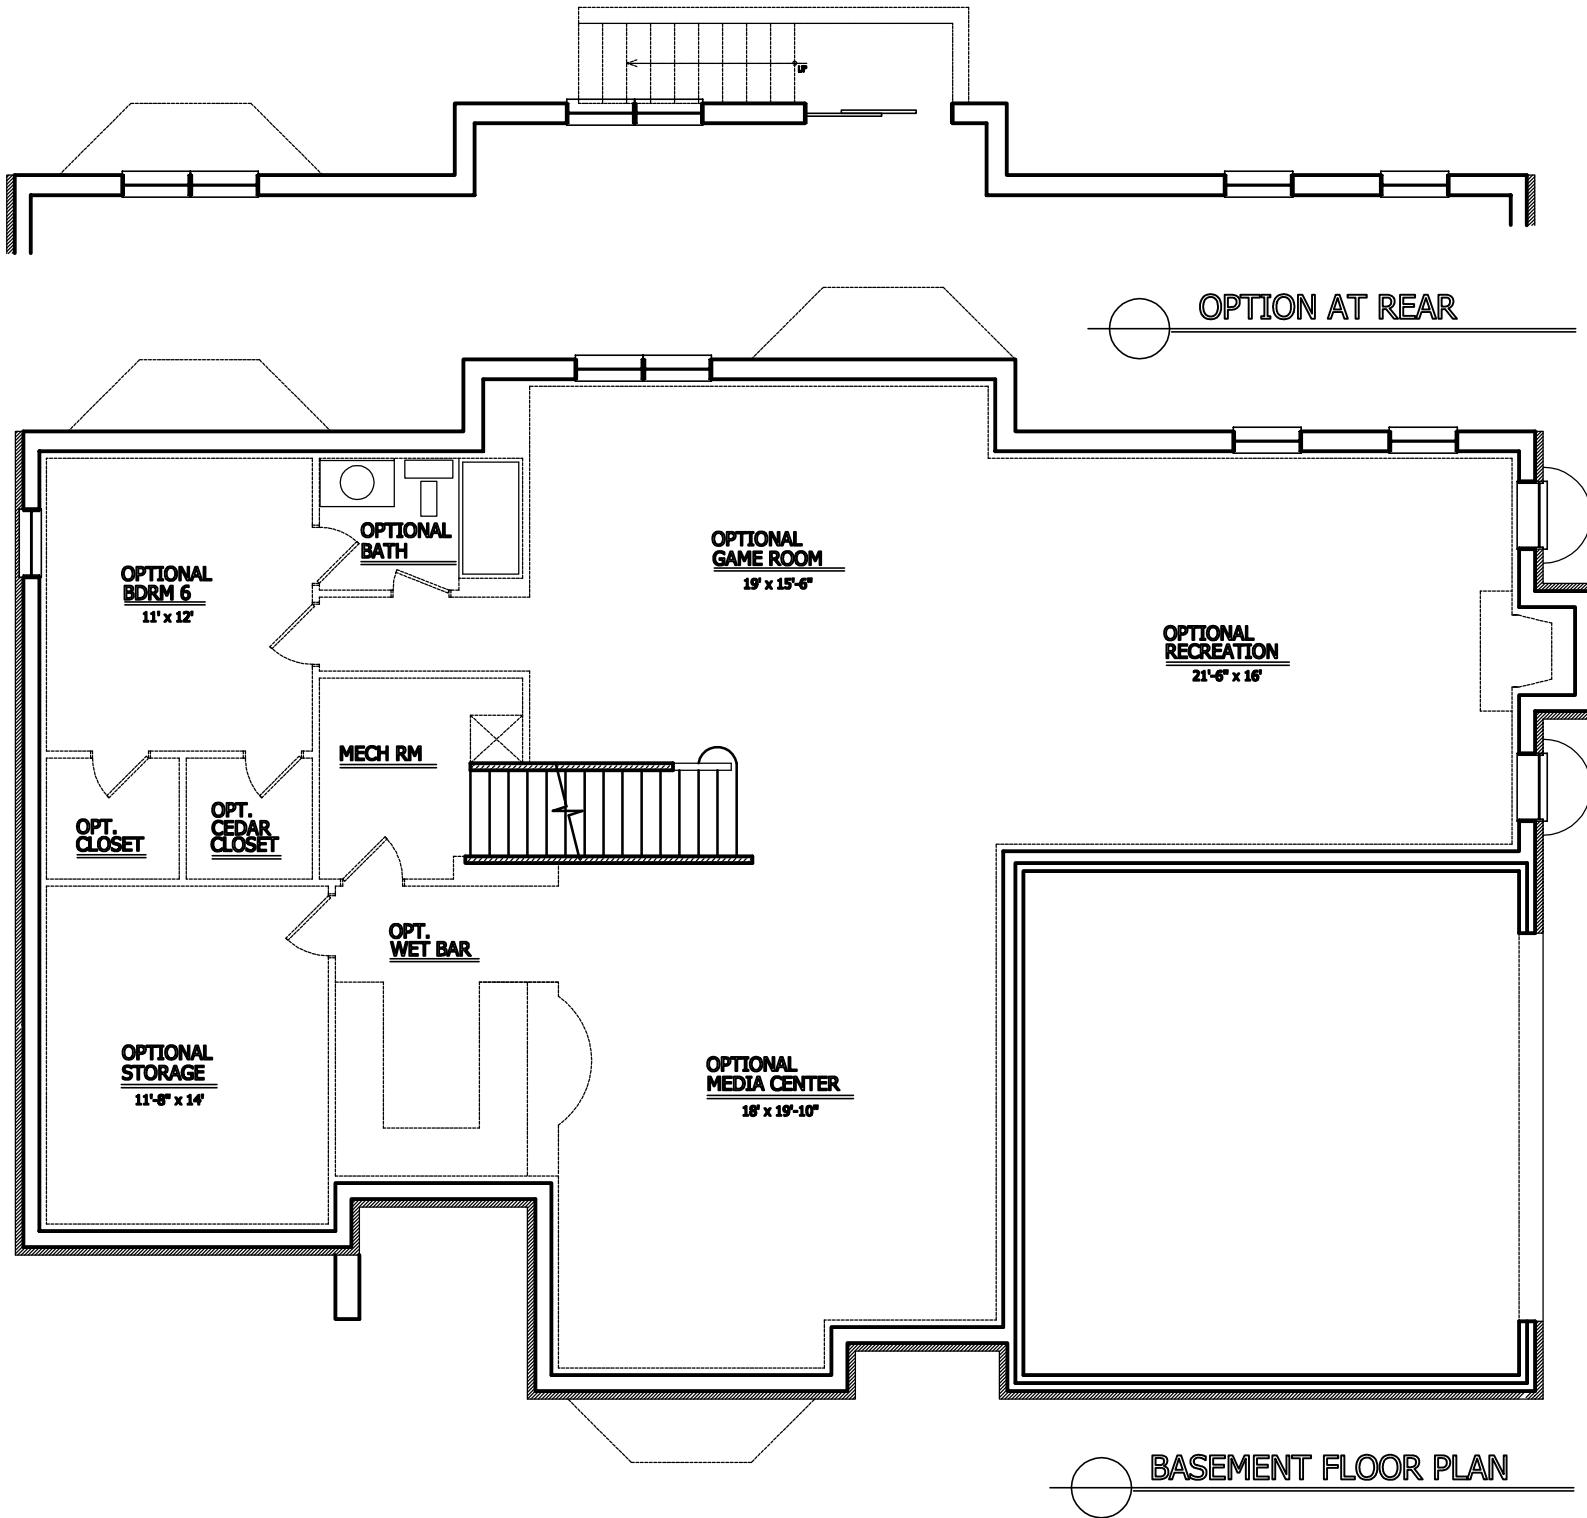 UP
OPTION AT REAR
OPTIONAL
BATH
OPTIONAL
GAME ROOM
19' x 15'-6"
OPTIONAL
BDRM 6
11' x 12'
OPTIONAL
RECREATION
21'-6" x 16'
MECH RM
OPT.
CLOSET
OPT.
CEDAR
CLOSET
OPT.
WET BAR
OPTIONAL
STORAGE
11'-8" x 14'
OPTIONAL
MEDIA CENTER
18' x 19'-10"
BASEMENT FLOOR PLAN